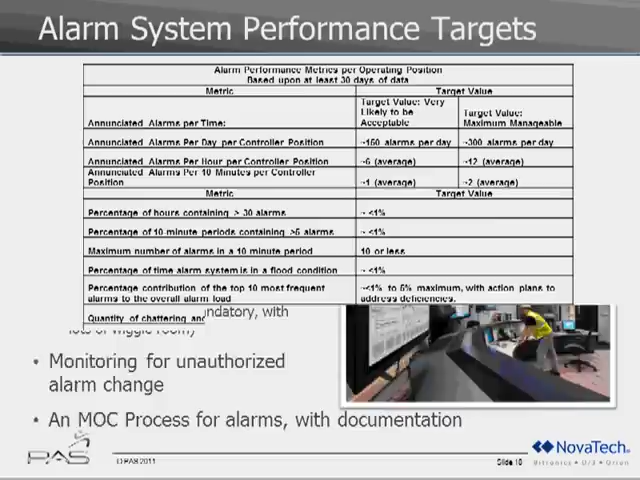 Alarm System Performance Targets
Alarm Performance Metrics per Operating Position
Based upon at least 30 days of data
Metric Target Value
Annunciated Alarms per Time: Target Value: Very Likely to be Acceptable Target Value: Maximum Manageable
Annunciated Alarms Per Day per Controller Position ~150 alarms per day ~300 alarms per day
Annunciated Alarms Per Hour per Controller Position ~6 (average) ~12 (average)
Annunciated Alarms Per 10 Minutes per Controller Position ~1 (average) ~2 (average)
Metric Target Value
Percentage of hours containing > 30 alarms ~ <1%
Percentage of 10-minute periods containing >5 alarms ~ <1%
Maximum number of alarms in a 10 minute period 10 or less
Percentage of time alarm system is in a flood condition ~ <1%
Percentage contribution of the top 10 most frequent alarms to the overall alarm load ~<1% to 5% maximum, with action plans to address deficiencies.
Quantity of chattering and
ndatory, with
lots of wiggle room)
• Monitoring for unauthorized
alarm change
• An MOC Process for alarms, with documentation
PAS
© PAS 2011
Slide 18
NovaTech
Bitronics • D/3 • Orion